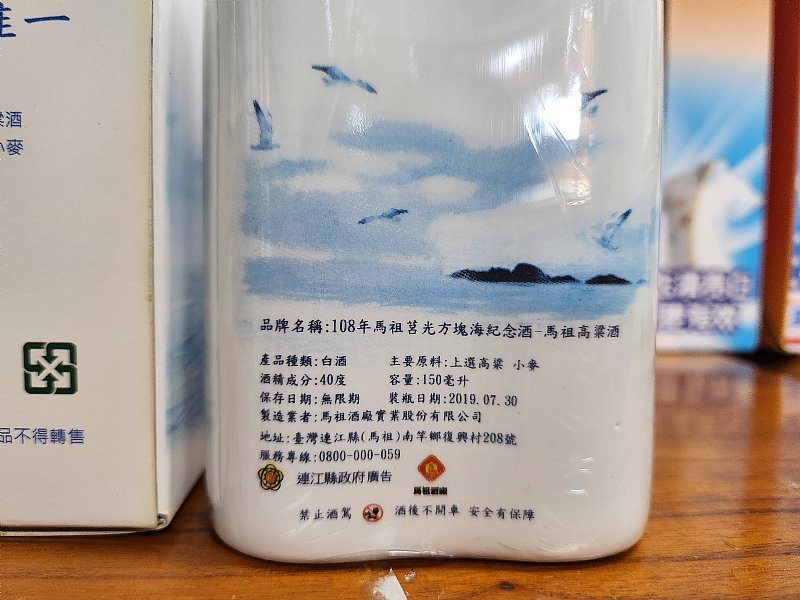 唯一
梁酒
小麥
品不得轉售
品牌名稱:108年馬祖莒光方塊海紀念酒-馬祖高粱酒
產品種類:白酒 主要原料:上選高粱 小麥
酒精成分:40度 容量:150毫升
保存日期:無限期 裝瓶日期:2019.07.30
製造業者:馬祖酒廠實業股份有限公司
地址:臺灣連江縣(馬祖)南竿鄉復興村208號
服務專線:0800-000-059
連江縣政府廣告
馬祖酒廠
禁止酒駕 酒後不開車 安全有保障